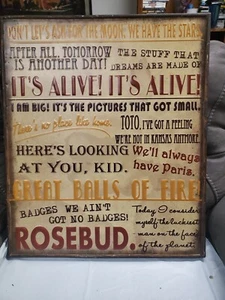 DON'T LET'S ASK FOR THE MOON. WE HAVE THE STARS.
AFTER ALL, TOMORROW
IS ANOTHER DAY!
THE STUFF THAT
DREAMS ARE MADE OF
IT'S ALIVE! IT'S ALIVE!
I AM BIG! IT'S THE PICTURES THAT GOT SMALL.
There's no place like home.
TOTO, I'VE GOT A FEELING
WE'RE NOT IN KANSAS ANYMORE.
HERE'S LOOKING
AT YOU, KID.
We'll always
have Paris.
GREAT BALLS OF FIRE!
BADGES WE AIN'T
GOT NO BADGES!
ROSEBUD.
Today I consider
myself the luckiest
man on the face
of the planet.